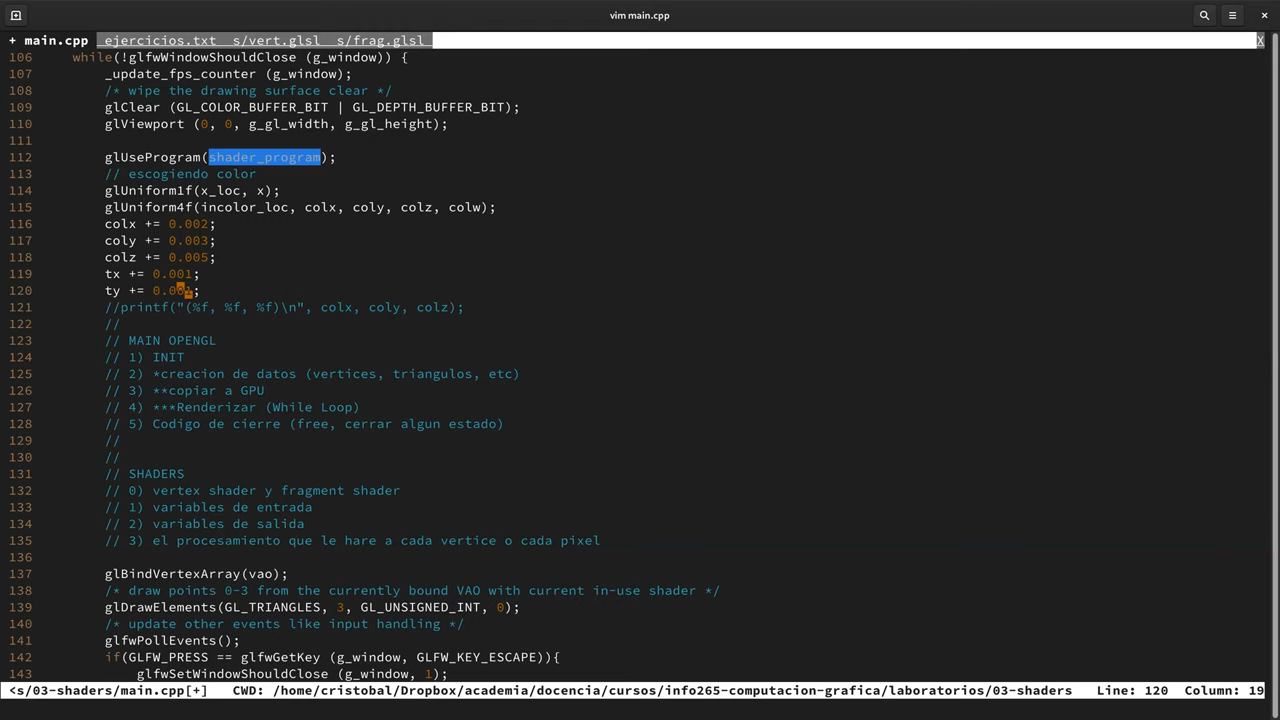 vim main.cpp
+ main.cpp  ejercicios.txt  s/vert.glsl  s/frag.glsl X
106     while(!glfwWindowShouldClose (g_window)) {
107         _update_fps_counter (g_window);
108         /* wipe the drawing surface clear */
109         glClear (GL_COLOR_BUFFER_BIT | GL_DEPTH_BUFFER_BIT);
110         glViewport (0, 0, g_gl_width, g_gl_height);
111
112         glUseProgram(shader_program);
113         // escogiendo color
114         glUniform1f(x_loc, x);
115         glUniform4f(incolor_loc, colx, coly, colz, colw);
116         colx += 0.002;
117         coly += 0.003;
118         colz += 0.005;
119         tx += 0.001;
120         ty += 0.001;
121         //printf("(%f, %f, %f)\n", colx, coly, colz);
122         //
123         // MAIN OPENGL
124         // 1) INIT
125         // 2) *creacion de datos (vertices, triangulos, etc)
126         // 3) **copiar a GPU
127         // 4) ***Renderizar (While Loop)
128         // 5) Codigo de cierre (free, cerrar algun estado)
129         //
130         //
131         // SHADERS
132         // 0) vertex shader y fragment shader
133         // 1) variables de entrada
134         // 2) variables de salida
135         // 3) el procesamiento que le hare a cada vertice o cada pixel
136
137         glBindVertexArray(vao);
138         /* draw points 0-3 from the currently bound VAO with current in-use shader */
139         glDrawElements(GL_TRIANGLES, 3, GL_UNSIGNED_INT, 0);
140         /* update other events like input handling */
141         glfwPollEvents();
142         if(GLFW_PRESS == glfwGetKey (g_window, GLFW_KEY_ESCAPE)){
143             glfwSetWindowShouldClose (g_window, 1);
<s/03-shaders/main.cpp[+]   CWD: /home/cristobal/Dropbox/academia/docencia/cursos/info265-computacion-grafica/laboratorios/03-shaders   Line: 120  Column: 19